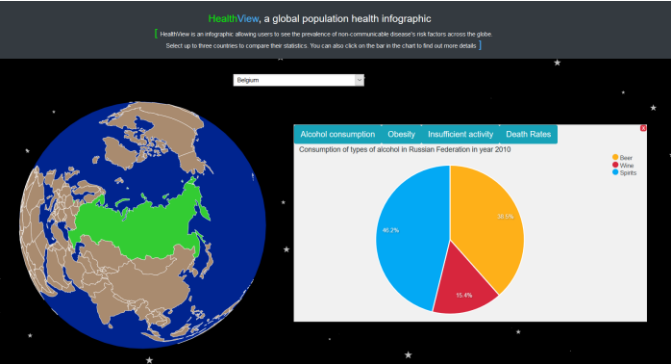 HealthView, a global population health infographic
[ HealthView is an infographic allowing users to see the prevalence of non-communicable disease's risk factors across the globe.
Select up to three countries to compare their statistics. You can also click on the bar in the chart to find out more details ]
Belgium
X
Alcohol consumption Obesity Insufficient activity Death Rates
Consumption of types of alcohol in Russian Federation in year 2010
Beer
Wine
Spirits
46.2%
15.4%